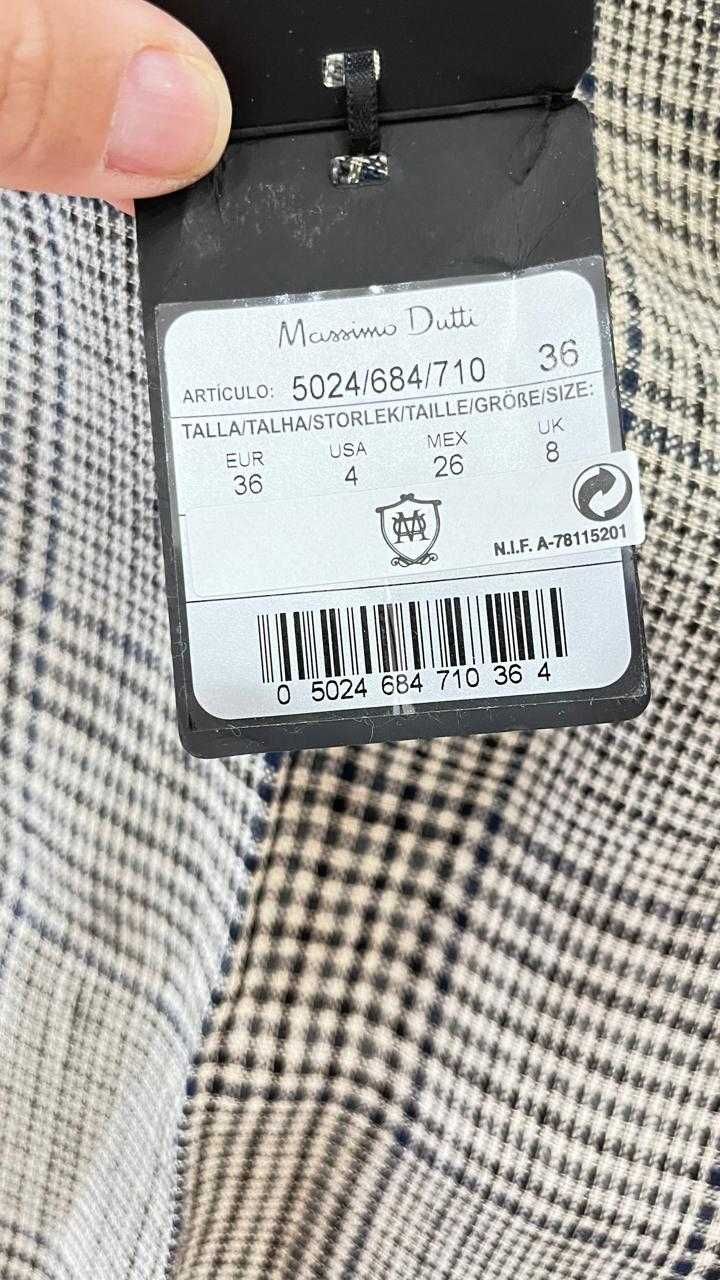 Massimo Dutti
ARTÍCULO: 5024/684/710 36
TALLA/TALHA/STORLEK/TAILLE/GRÖßE/SIZE:
EUR USA MEX UK
36 4 26 8
N.I.F. A-78115201
0 5024 684 710 36 4